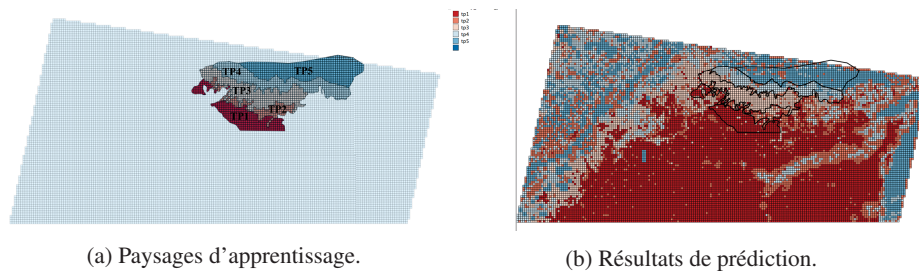 tp1
tp2
tp3
tp4
tp5
TP4
TP5
TP3
TP2
TP1
(a) Paysages d'apprentissage.
(b) Résultats de prédiction.